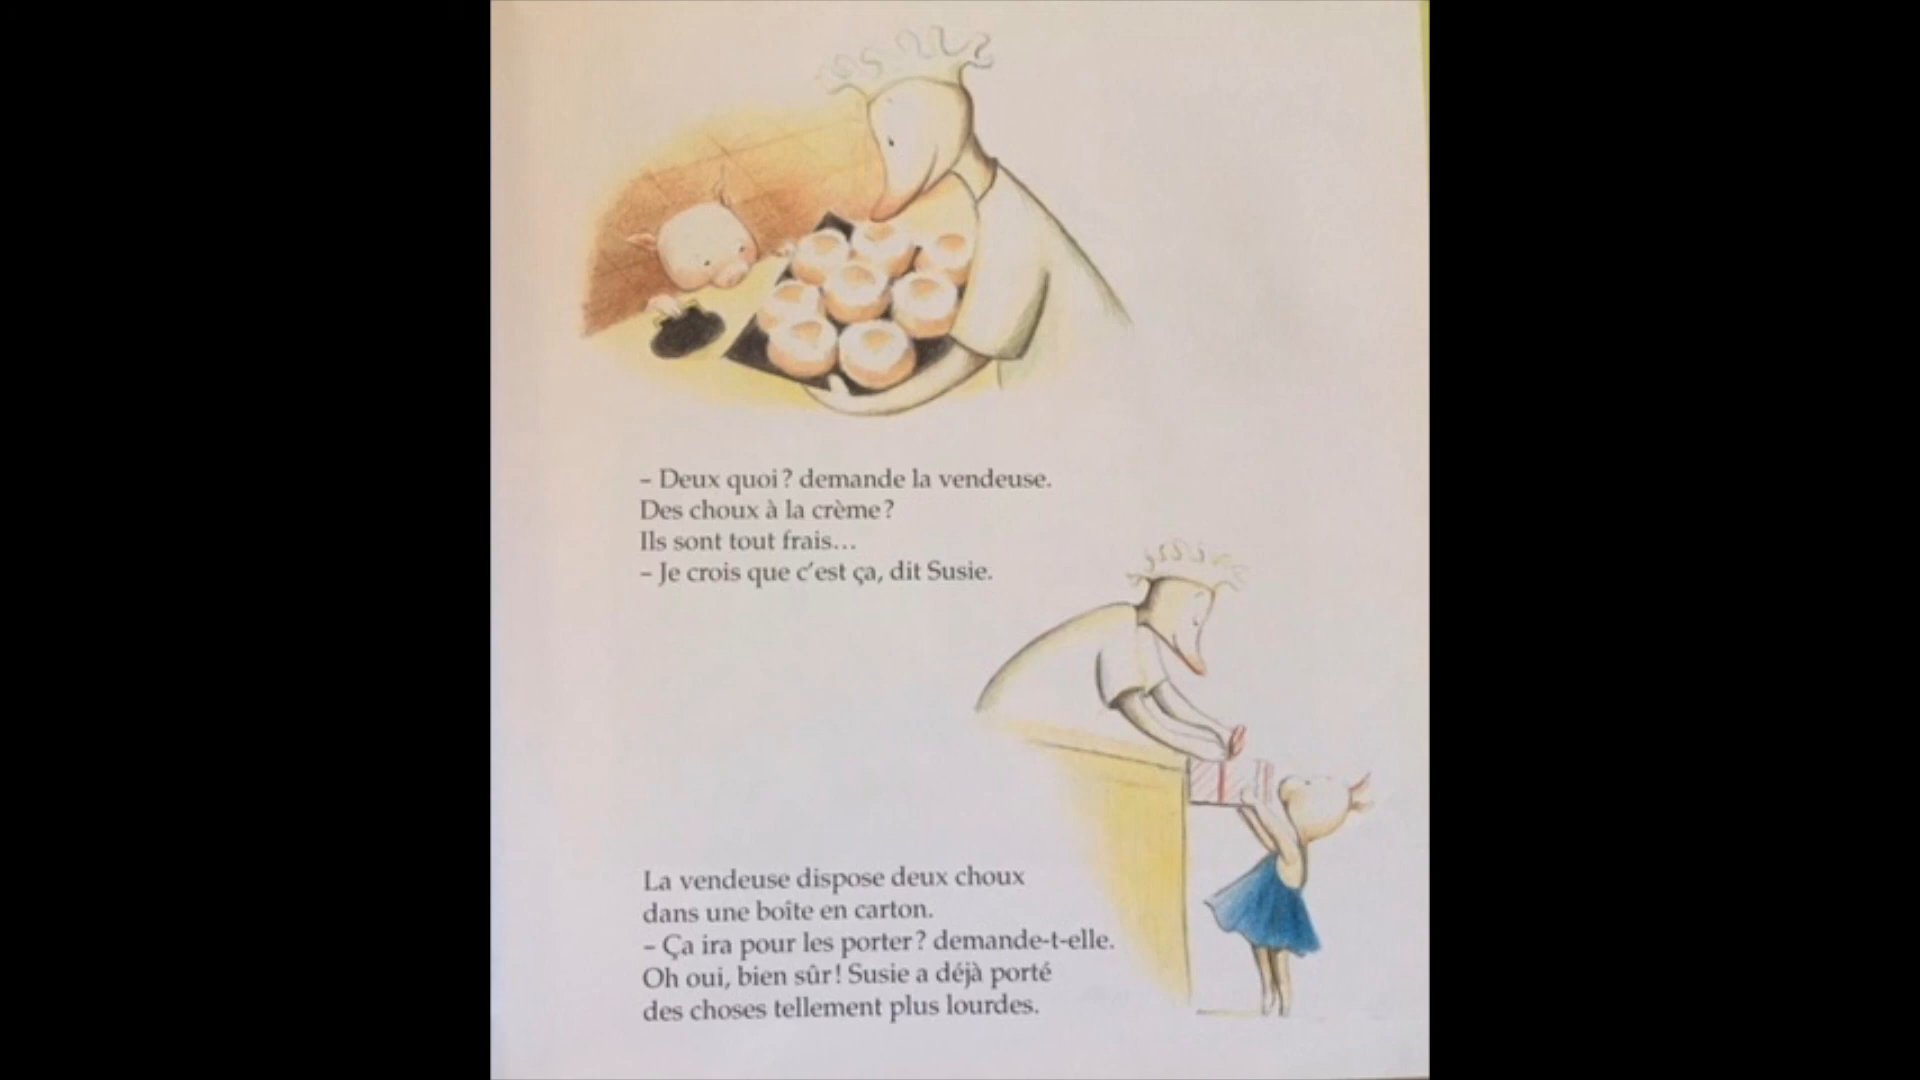 – Deux quoi ? demande la vendeuse.
Des choux à la crème ?
Ils sont tout frais…
– Je crois que c’est ça, dit Susie.
La vendeuse dispose deux choux
dans une boîte en carton.
– Ça ira pour les porter ? demande-t-elle.
Oh oui, bien sûr ! Susie a déjà porté
des choses tellement plus lourdes.